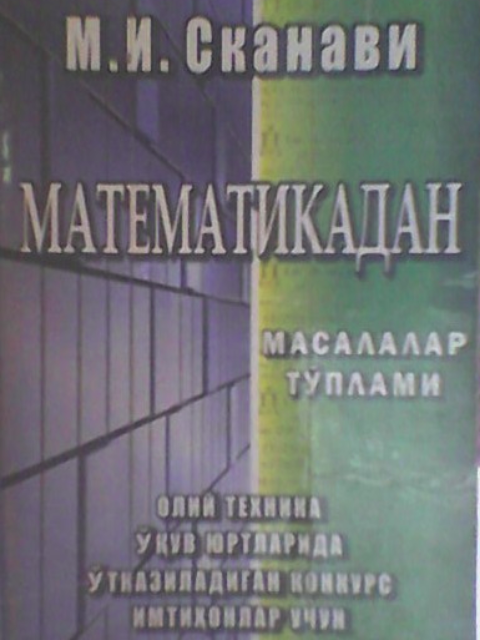 М.И. Сканави
МАТЕМАТИКАДАН
МАСАЛАЛАР
ТЎПЛАМИ
ОЛИЙ ТЕХНИКА
ЎҚУВ ЮРТЛАРИДА
ЎТКАЗИЛАДИГАН КОНКУРС
ИМТИҲОНЛАР УЧУН